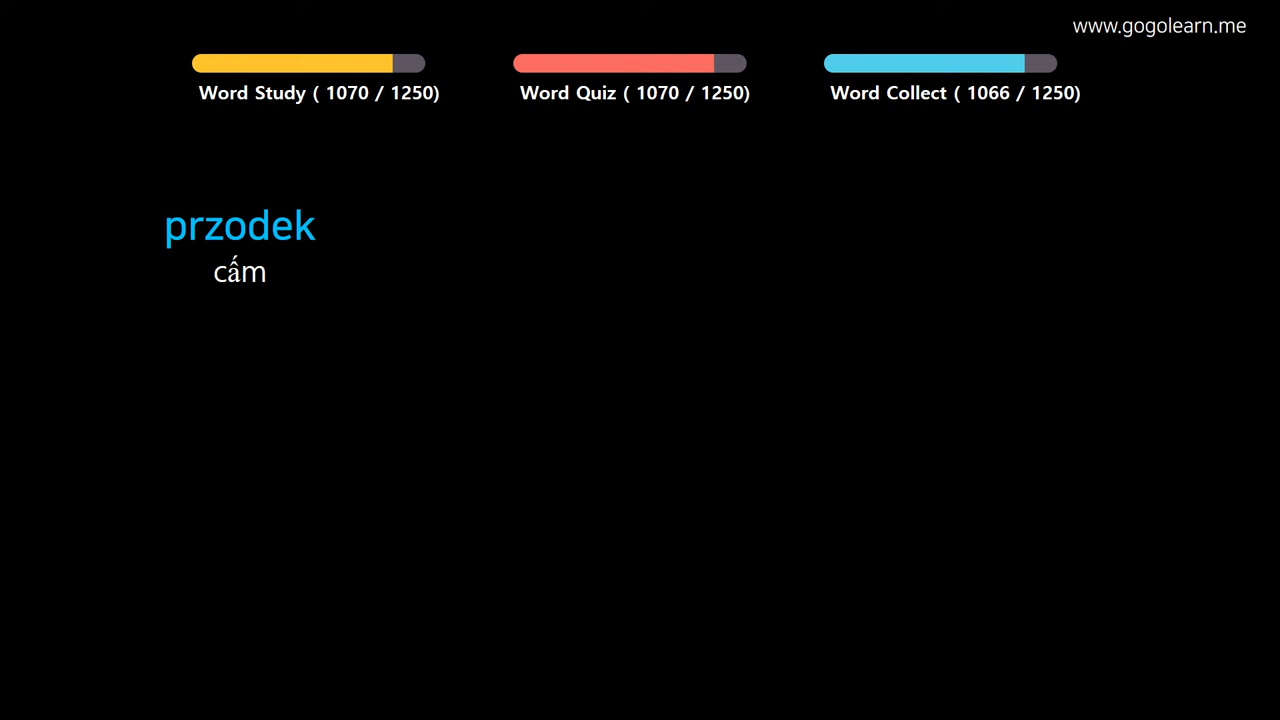 www.gogolearn.me
Word Study ( 1070 / 1250)
Word Quiz ( 1070 / 1250)
Word Collect ( 1066 / 1250)
przodek
cấm